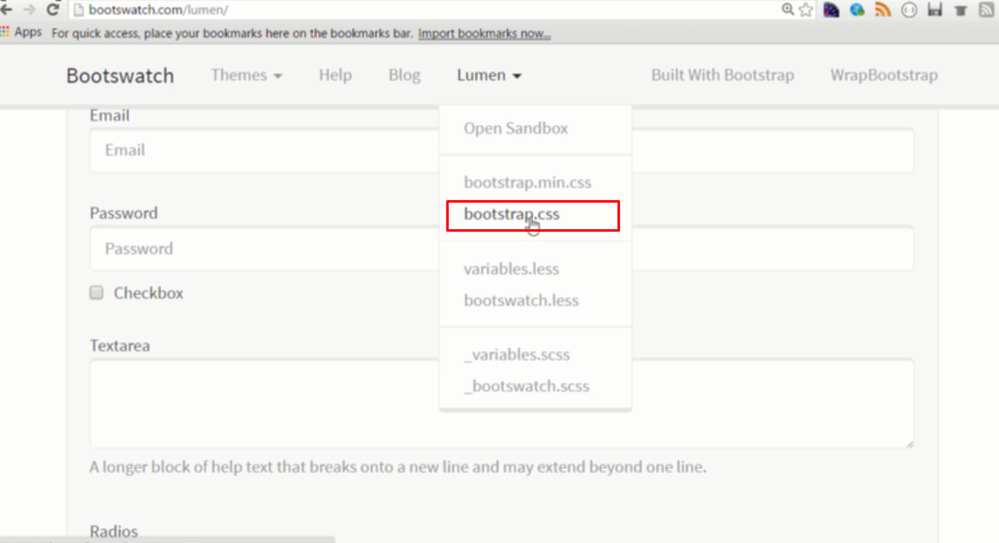 bootswatch.com/lumen/
Apps For quick access, place your bookmarks here on the bookmarks bar. Import bookmarks now...
Bootswatch Themes Help Blog Lumen Built With Bootstrap WrapBootstrap
Email
Open Sandbox
Email
bootstrap.min.css
Password
bootstrap.css
Password
variables.less
Checkbox
bootswatch.less
Textarea
_variables.scss
_bootswatch.scss
A longer block of help text that breaks onto a new line and may extend beyond one line.
Radios